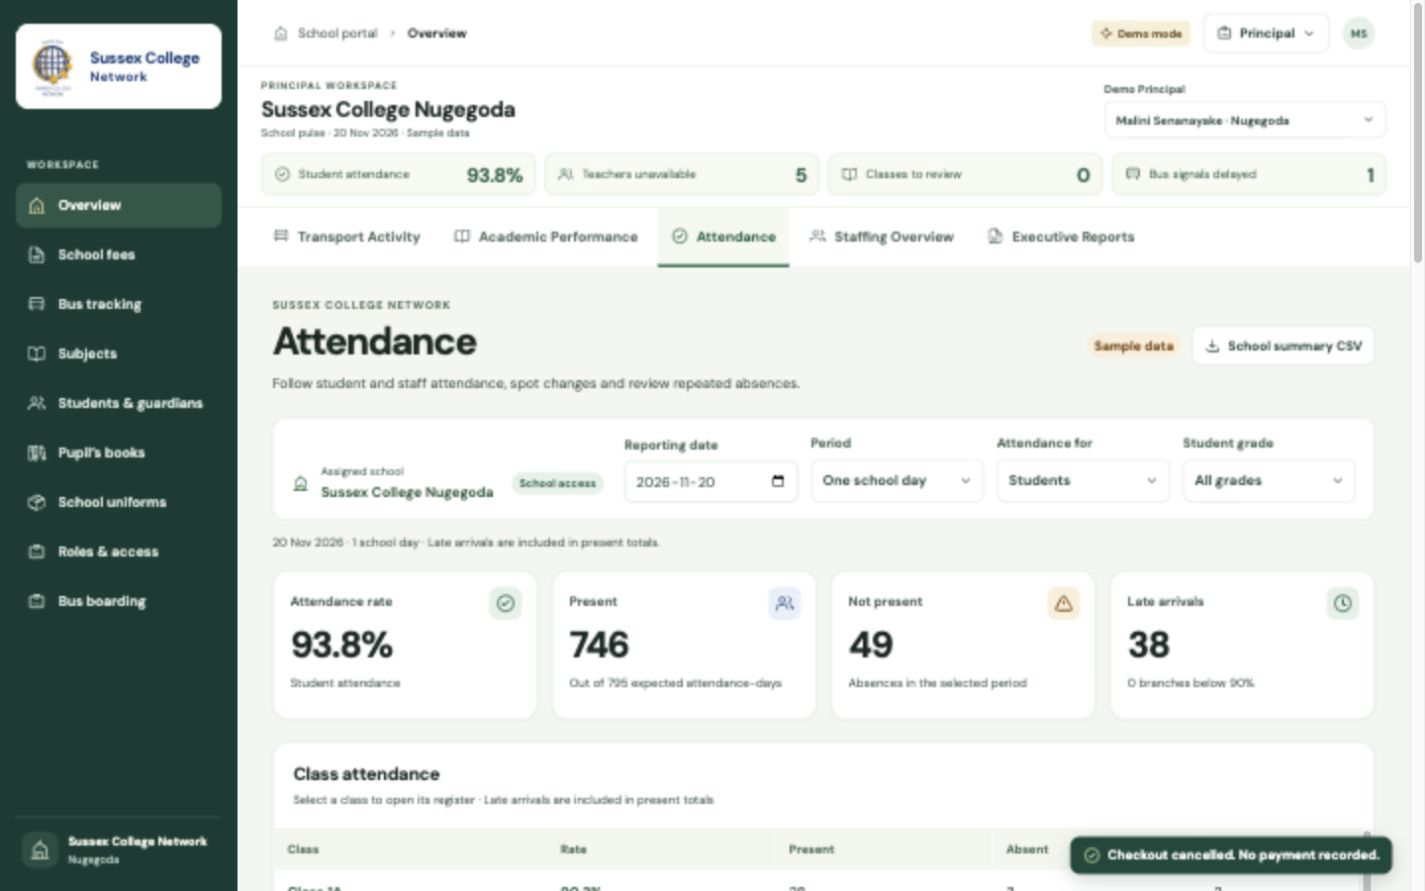 Sussex College
Network
WORKSPACE
Overview
School fees
Bus tracking
Subjects
Students & guardians
Pupil's books
School uniforms
Roles & access
Bus boarding
Sussex College Network
Nugegoda
School portal > Overview
Demo mode
Principal
MS
PRINCIPAL WORKSPACE
Sussex College Nugegoda
School pulse · 20 Nov 2026 · Sample data
Demo Principal
Malini Senanayake · Nugegoda
Student attendance 93.8%
Teachers unavailable 5
Classes to review 0
Bus signals delayed 1
Transport Activity
Academic Performance
Attendance
Staffing Overview
Executive Reports
SUSSEX COLLEGE NETWORK
Attendance
Follow student and staff attendance, spot changes and review repeated absences.
Sample data
School summary CSV
Assigned school
Sussex College Nugegoda
School access
Reporting date
2026-11-20
Period
One school day
Attendance for
Students
Student grade
All grades
20 Nov 2026 · 1 school day · Late arrivals are included in present totals.
Attendance rate
93.8%
Student attendance
Present
746
Out of 795 expected attendance-days
Not present
49
Absences in the selected period
Late arrivals
38
0 branches below 90%
Class attendance
Select a class to open its register · Late arrivals are included in present totals
Class Rate Present Absent
Checkout cancelled. No payment recorded.